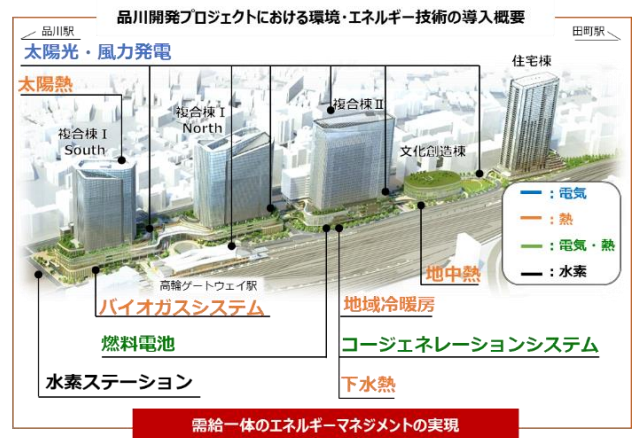 品川開発プロジェクトにおける環境・エネルギー技術の導入概要
品川駅
田町駅
太陽光・風力発電
太陽熱
住宅棟
複合棟Ⅰ
South
複合棟Ⅰ
North
複合棟Ⅱ
文化創造棟
：電気
：熱
：電気・熱
：水素
高輪ゲートウェイ駅
地中熱
バイオガスシステム
地域冷暖房
燃料電池
コージェネレーションシステム
水素ステーション
下水熱
需給一体のエネルギーマネジメントの実現